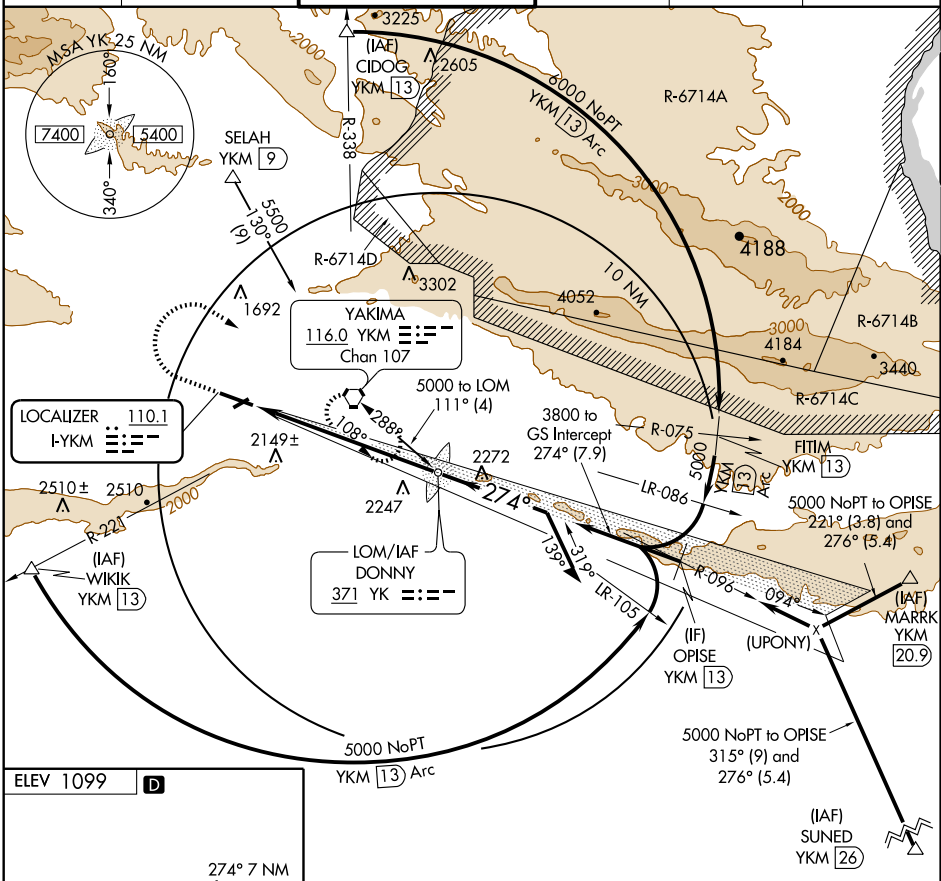 3225
2000
MSA YK 25 NM
160°
7400
5400
340°
(IAF)
CIDOG
YKM 13
2605
6000 NoPT
YKM 13 Arc
R-6714A
R-338
SELAH
YKM 9
5500
130°
(9)
3000
2000
4188
R-6714D
3302
10 NM
4052
3000
4184
R-6714B
3440
R-6714C
1692
YAKIMA
116.0 YKM
Chan 107
5000 to LOM
111° (4)
LOCALIZER 110.1
I-YKM
108°
288°
3800 to
GS Intercept
274° (7.9)
R-075
5000
YKM 13 Arc
FITIM
YKM 13
2149±
2272
274°
LR-086
5000 NoPT to OPISE
221° (3.8) and
276° (5.4)
2510±
2510
2000
2247
R-221
(IAF)
WIKIK
YKM 13
LOM/IAF
DONNY
371 YK
139°
319°
LR-105
R-096
094°
(IAF)
MARRK
YKM
20.9
(IF)
OPISE
YKM 13
(UPONY)
X
5000 NoPT
YKM 13 Arc
5000 NoPT to OPISE
315° (9) and
276° (5.4)
ELEV 1099 D
(IAF)
SUNED
YKM 26
274° 7 NM